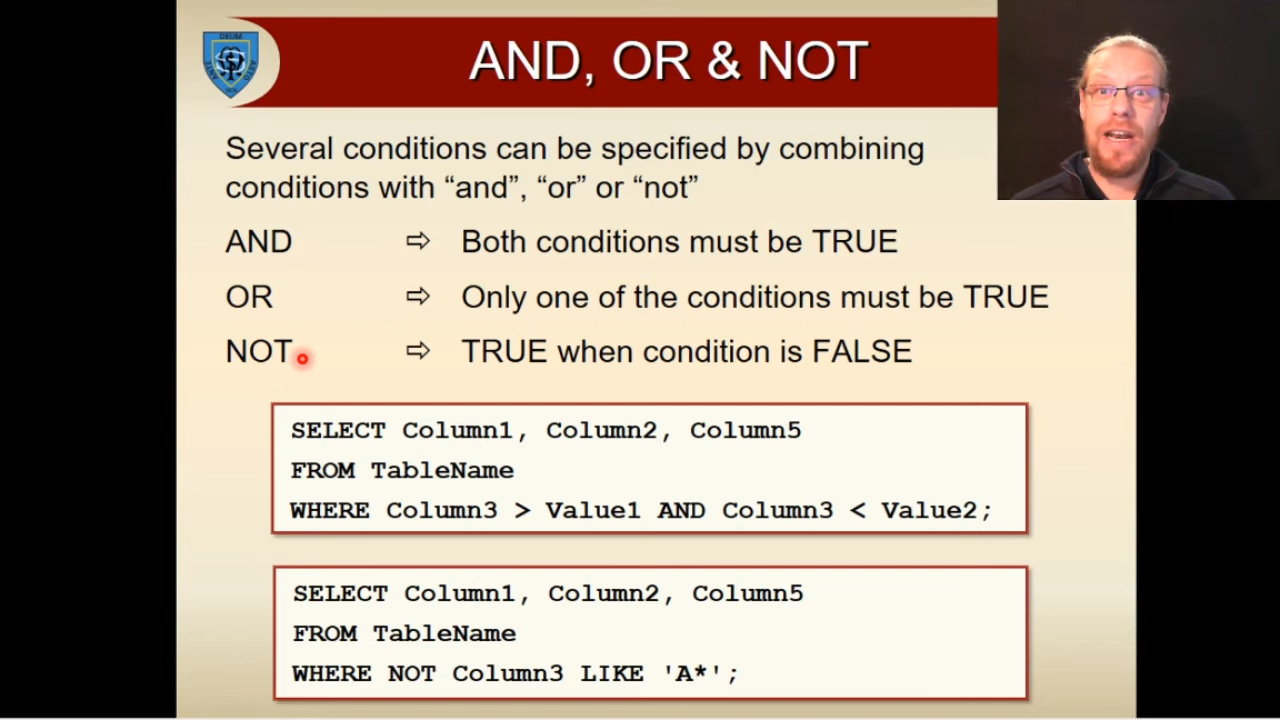 AND, OR & NOT
DEUM
Several conditions can be specified by combining
conditions with “and”, “or” or “not”
AND ⇨ Both conditions must be TRUE
OR ⇨ Only one of the conditions must be TRUE
NOT ⇨ TRUE when condition is FALSE
SELECT Column1, Column2, Column5
FROM TableName
WHERE Column3 > Value1 AND Column3 < Value2;
SELECT Column1, Column2, Column5
FROM TableName
WHERE NOT Column3 LIKE 'A*';